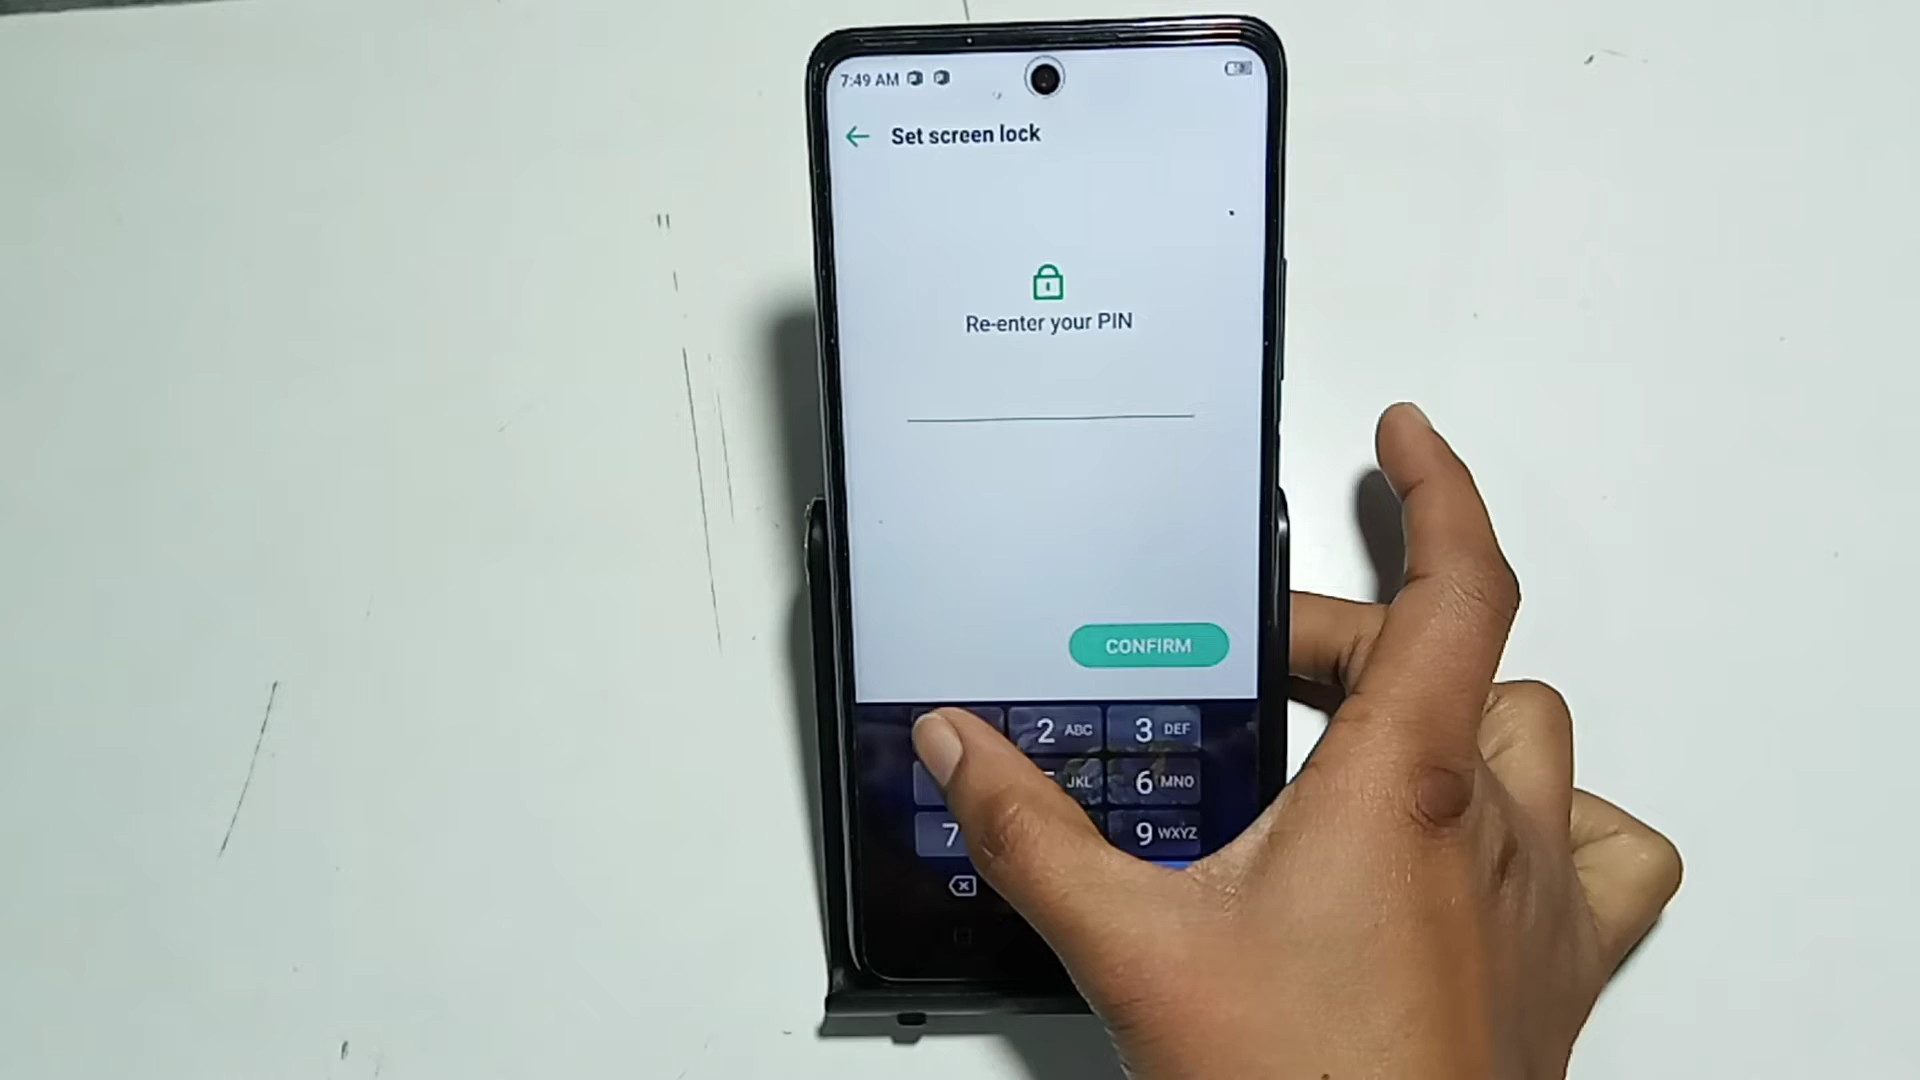 7:49 AM
Set screen lock
Re-enter your PIN
CONFIRM
2 ABC 3 DEF
JKL 6 MNO
7 9 WXYZ